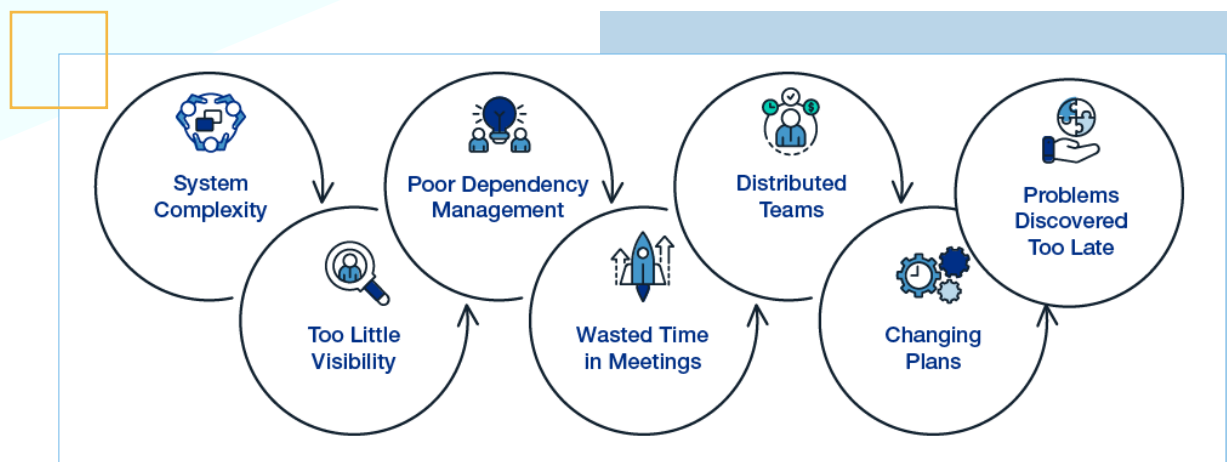 System
Complexity
Too Little
Visibility
Poor Dependency
Management
Wasted Time
in Meetings
Distributed
Teams
Changing
Plans
Problems
Discovered
Too Late